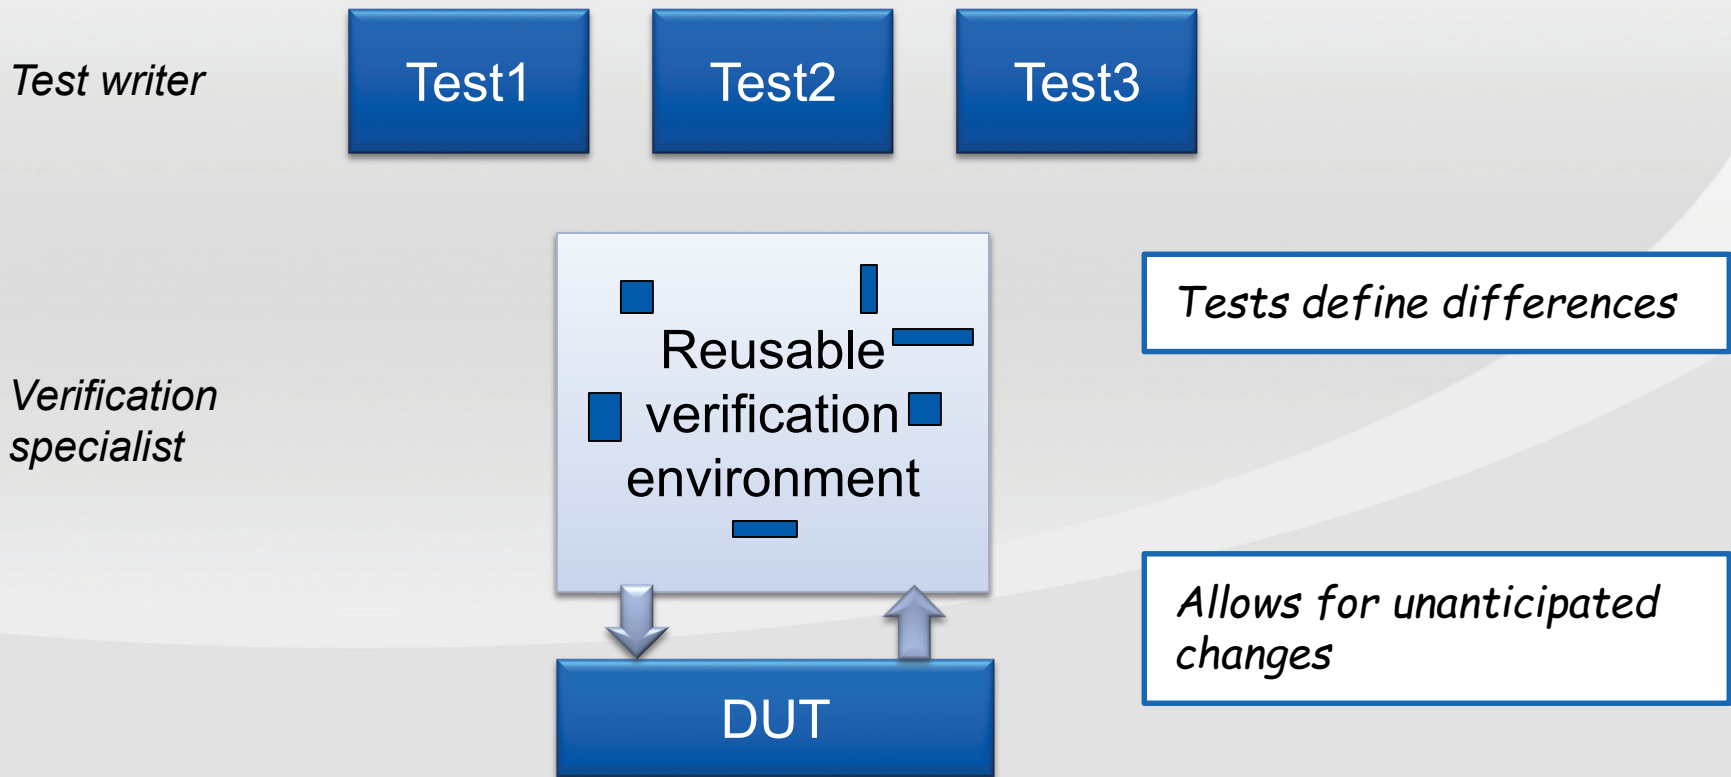 Test writer
Test1
Test2
Test3
Verification
specialist
Reusable
verification
environment
Tests define differences
Allows for unanticipated
changes
DUT